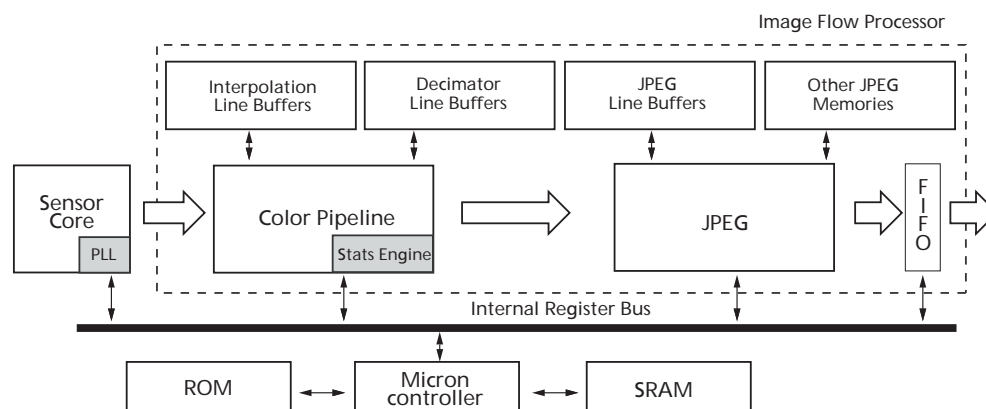 Image Flow Processor
Interpolation
Line Buffers
Decimator
Line Buffers
JPEG
Line Buffers
Other JPEG
Memories
Sensor
Core
PLL
Color Pipeline
Stats Engine
JPEG
F
I
F
O
Internal Register Bus
ROM
Micron
controller
SRAM